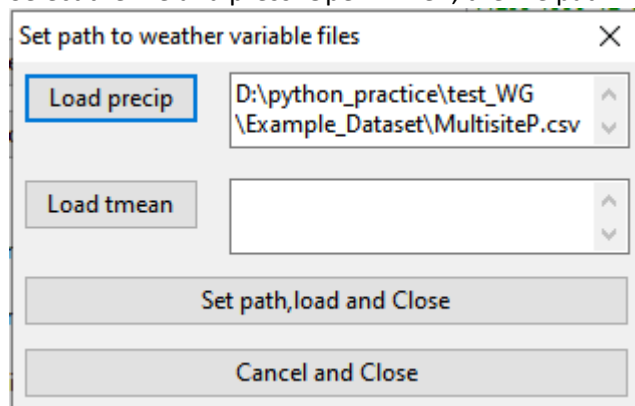 Set path to weather variable files
Load precip
D:\python_practice\test_WG
\Example_Dataset\MultisiteP.csv
Load tmean
Set path,load and Close
Cancel and Close